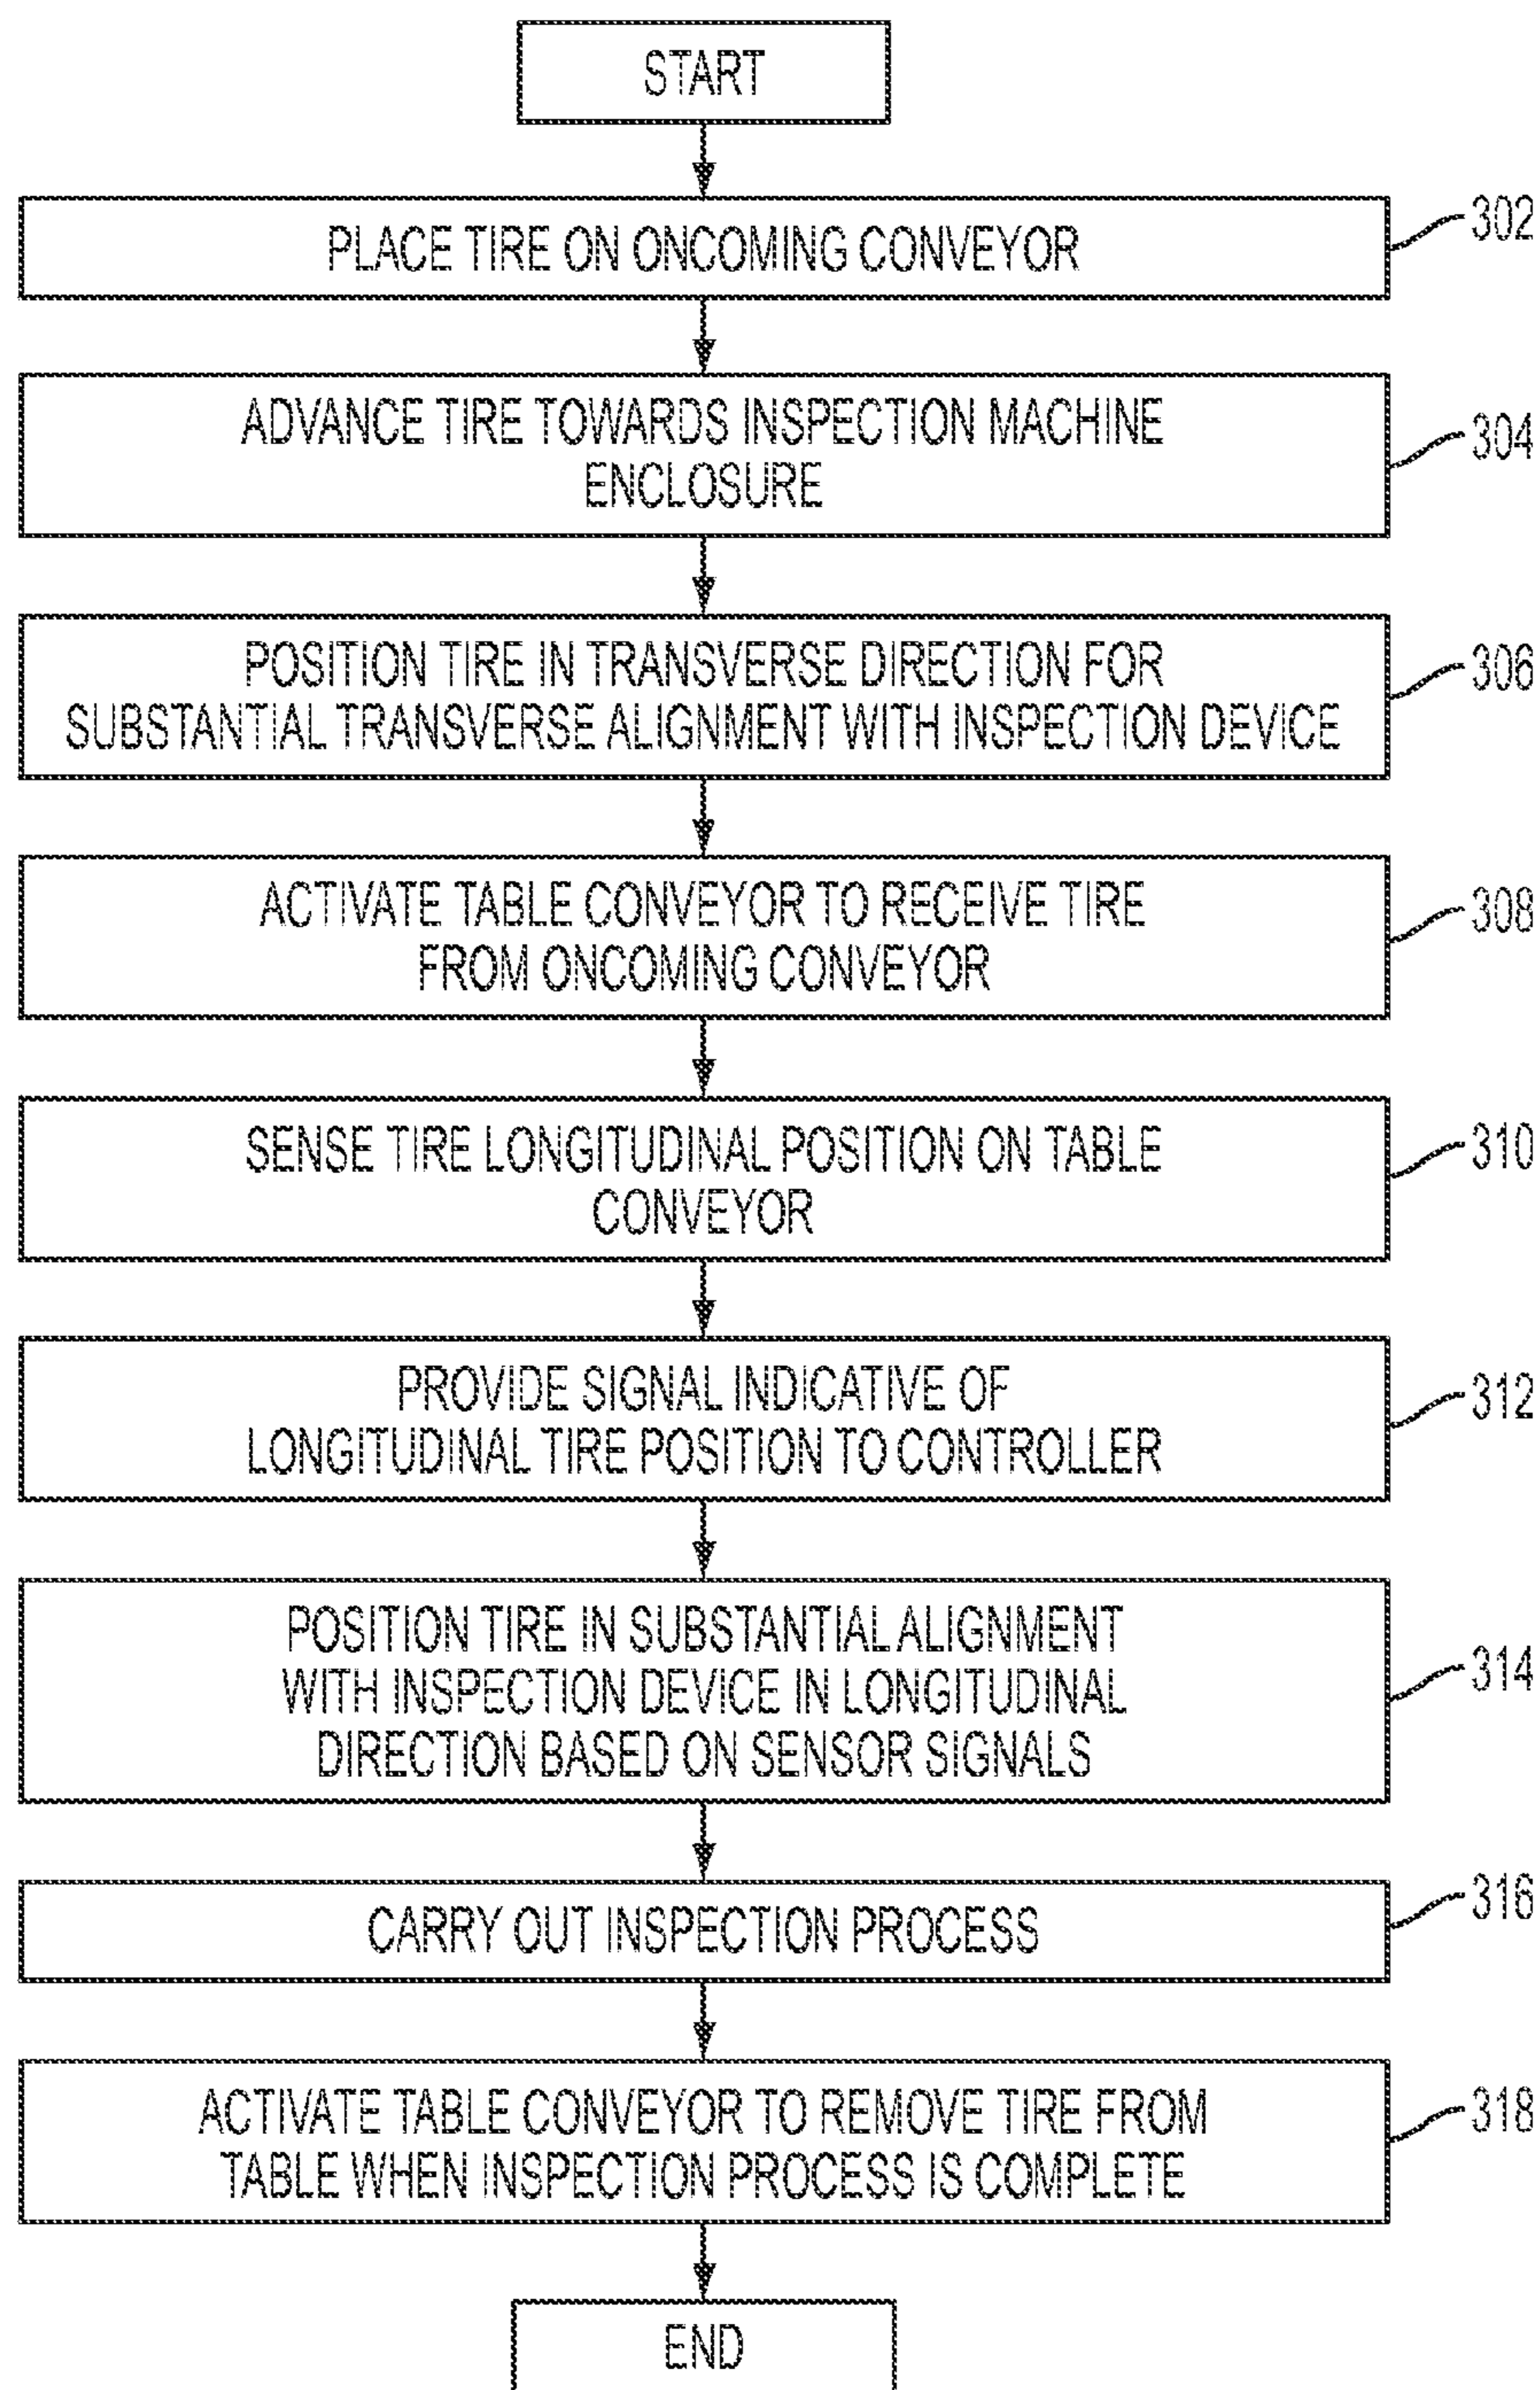 START
PLACE TIRE ON ONCOMING CONVEYOR
302
ADVANCE TIRE TOWARDS INSPECTION MACHINE
ENCLOSURE
304
POSITION TIRE IN TRANSVERSE DIRECTION FOR
SUBSTANTIAL TRANSVERSE ALIGNMENT WITH INSPECTION DEVICE
306
ACTIVATE TABLE CONVEYOR TO RECEIVE TIRE
FROM ONCOMING CONVEYOR
308
SENSE TIRE LONGITUDINAL POSITION ON TABLE
CONVEYOR
310
PROVIDE SIGNAL INDICATIVE OF
LONGITUDINAL TIRE POSITION TO CONTROLLER
312
POSITION TIRE IN SUBSTANTIAL ALIGNMENT
WITH INSPECTION DEVICE IN LONGITUDINAL
DIRECTION BASED ON SENSOR SIGNALS
314
CARRY OUT INSPECTION PROCESS
316
ACTIVATE TABLE CONVEYOR TO REMOVE TIRE FROM
TABLE WHEN INSPECTION PROCESS IS COMPLETE
318
END